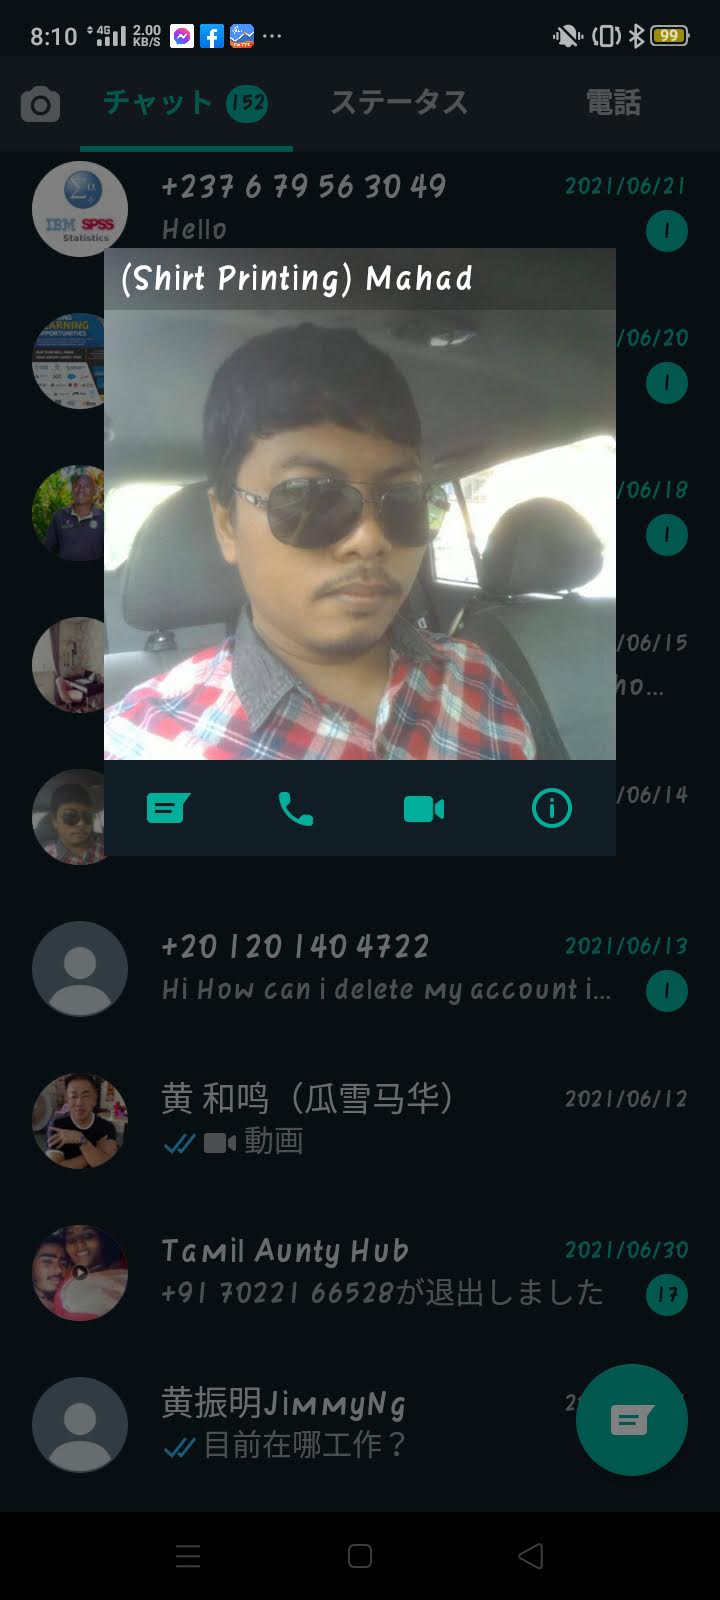 8:10 4G 2.00 KB/S 99
チャット 152 ステータス 電話
+237 6 79 56 30 49 2021/06/21
IBM SPSS
Statistics
Hello 1
(Shirt Printing) Mahad
/06/20
ARNING
PPORTUNITIES
1
/06/18
1
/06/15
ho...
/06/14
+20 120 140 4722 2021/06/13
Hi How can i delete my account i... 1
黄 和鸣（瓜雪马华） 2021/06/12
動画
Tamil Aunty Hub 2021/06/30
+91 70221 66528が退出しました 17
黄振明JimmyNg 2
目前在哪工作？